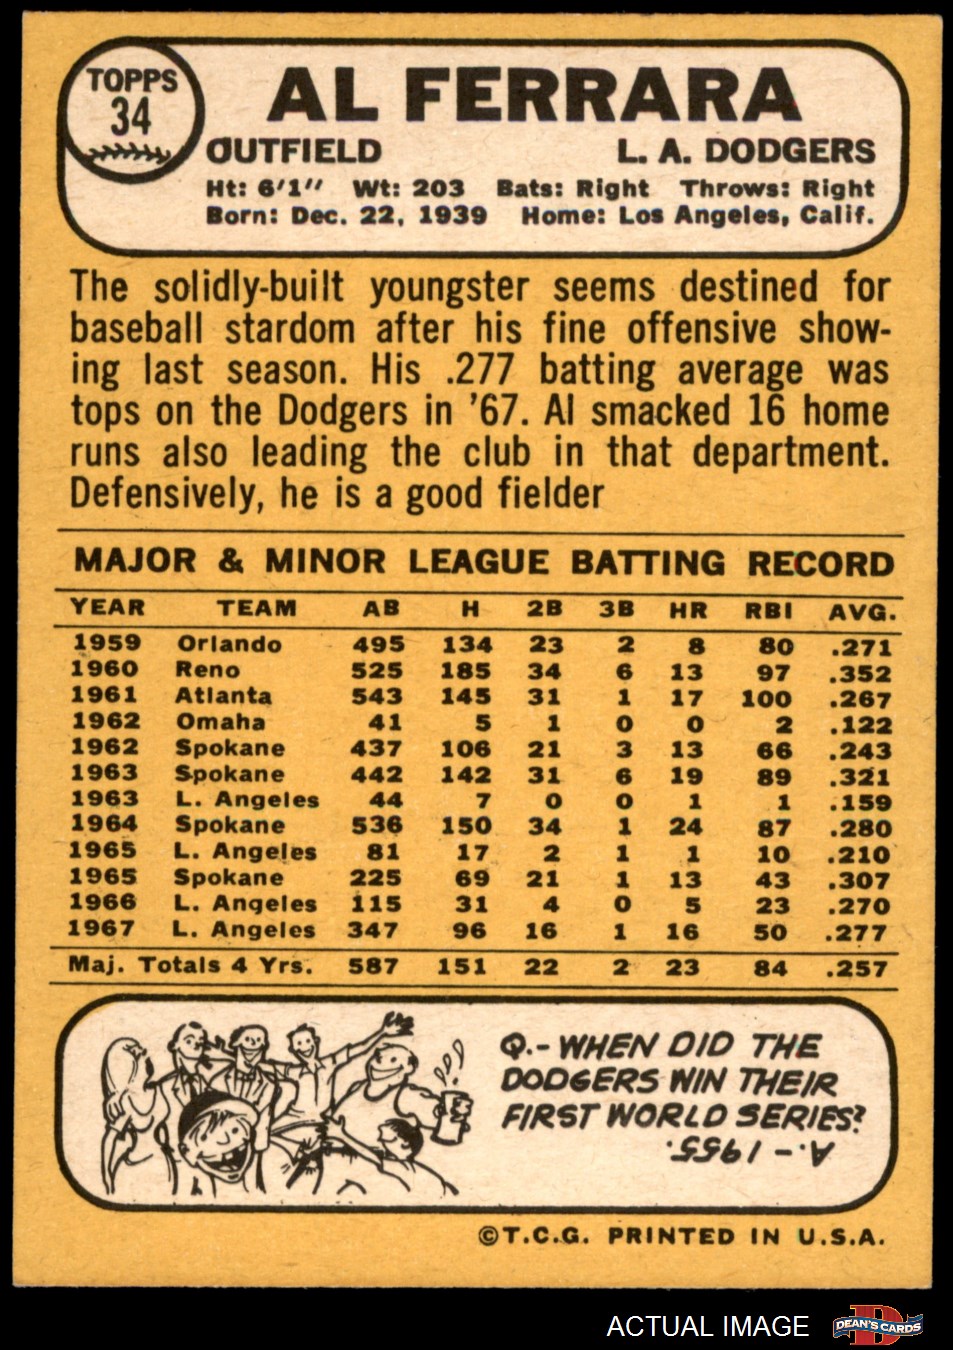 TOPPS
34
AL FERRARA
OUTFIELD L. A. DODGERS
Ht: 6'1" Wt: 203 Bats: Right Throws: Right
Born: Dec. 22, 1939 Home: Los Angeles, Calif.
The solidly-built youngster seems destined for
baseball stardom after his fine offensive show-
ing last season. His .277 batting average was
tops on the Dodgers in '67. Al smacked 16 home
runs also leading the club in that department.
Defensively, he is a good fielder
MAJOR & MINOR LEAGUE BATTING RECORD
YEAR TEAM AB H 2B 3B HR RBI AVG.
1959 Orlando 495 134 23 2 8 80 .271
1960 Reno 525 185 34 6 13 97 .352
1961 Atlanta 543 145 31 1 17 100 .267
1962 Omaha 41 5 1 0 0 2 .122
1962 Spokane 437 106 21 3 13 66 .243
1963 Spokane 442 142 31 6 19 89 .321
1963 L. Angeles 44 7 0 0 1 1 .159
1964 Spokane 536 150 34 1 24 87 .280
1965 L. Angeles 81 17 2 1 1 10 .210
1965 Spokane 225 69 21 1 13 43 .307
1966 L. Angeles 115 31 4 0 5 23 .270
1967 L. Angeles 347 96 16 1 16 50 .277
Maj. Totals 4 Yrs. 587 151 22 2 23 84 .257
Q.- WHEN DID THE
DODGERS WIN THEIR
FIRST WORLD SERIES?
A.- 1955.
©T.C.G. PRINTED IN U.S.A.
ACTUAL IMAGE
D
DEAN'S CARDS